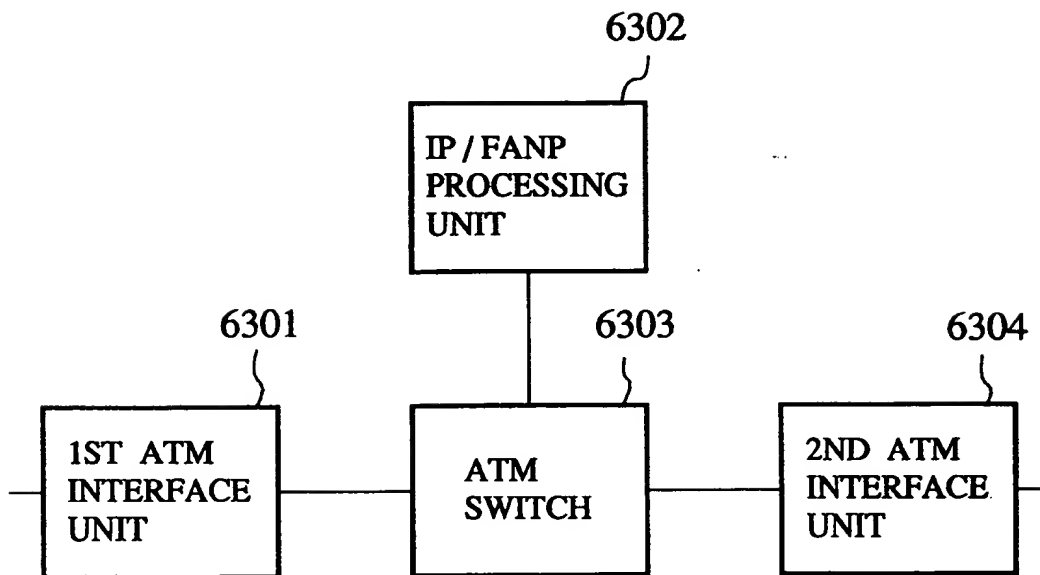 6302
IP / FANP
PROCESSING
UNIT
6301
6303
6304
1ST ATM
INTERFACE
UNIT
ATM
SWITCH
2ND ATM
INTERFACE
UNIT